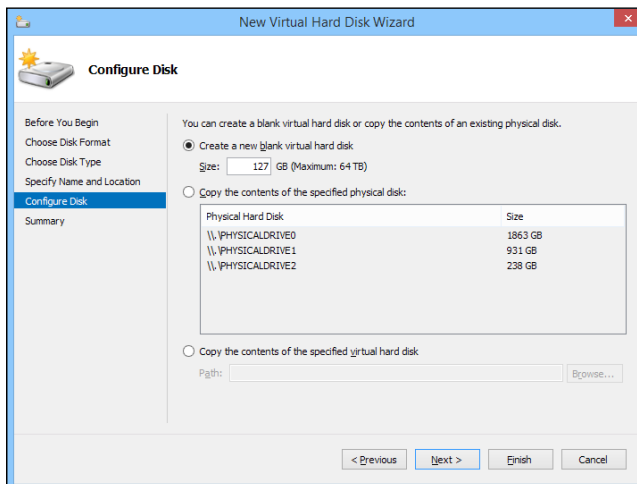 New Virtual Hard Disk Wizard
Configure Disk
Before You Begin
Choose Disk Format
Choose Disk Type
Specify Name and Location
Configure Disk
Summary
You can create a blank virtual hard disk or copy the contents of an existing physical disk.
Create a new blank virtual hard disk
Size: 127 GB (Maximum: 64 TB)
Copy the contents of the specified physical disk:
Physical Hard Disk Size
\\.\PHYSICALDRIVE0 1863 GB
\\.\PHYSICALDRIVE1 931 GB
\\.\PHYSICALDRIVE2 238 GB
Copy the contents of the specified virtual hard disk
Path: Browse...
< Previous Next > Finish Cancel